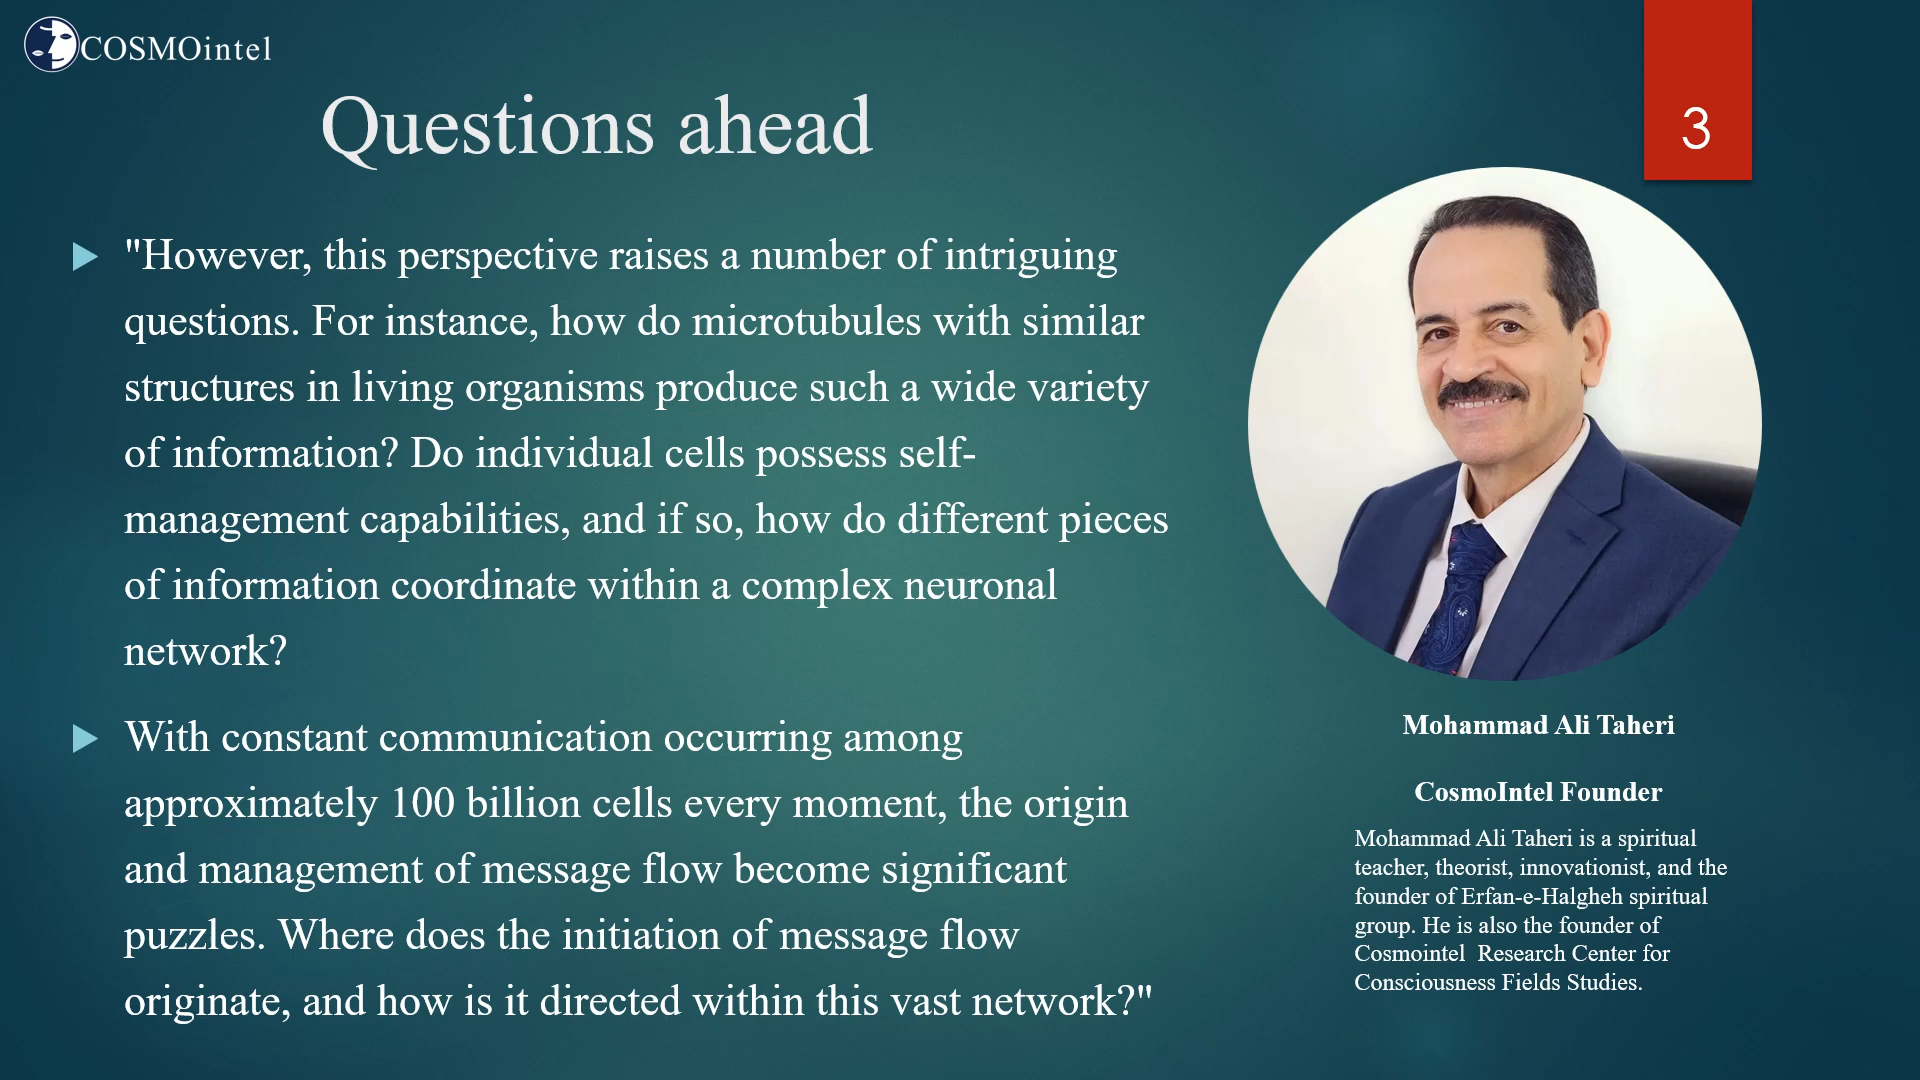 COSMOintel
Questions ahead
3
"However, this perspective raises a number of intriguing
questions. For instance, how do microtubules with similar
structures in living organisms produce such a wide variety
of information? Do individual cells possess self-
management capabilities, and if so, how do different pieces
of information coordinate within a complex neuronal
network?
With constant communication occurring among
approximately 100 billion cells every moment, the origin
and management of message flow become significant
puzzles. Where does the initiation of message flow
originate, and how is it directed within this vast network?"
Mohammad Ali Taheri
CosmoIntel Founder
Mohammad Ali Taheri is a spiritual
teacher, theorist, innovationist, and the
founder of Erfan-e-Halgheh spiritual
group. He is also the founder of
Cosmointel  Research Center for
Consciousness Fields Studies.